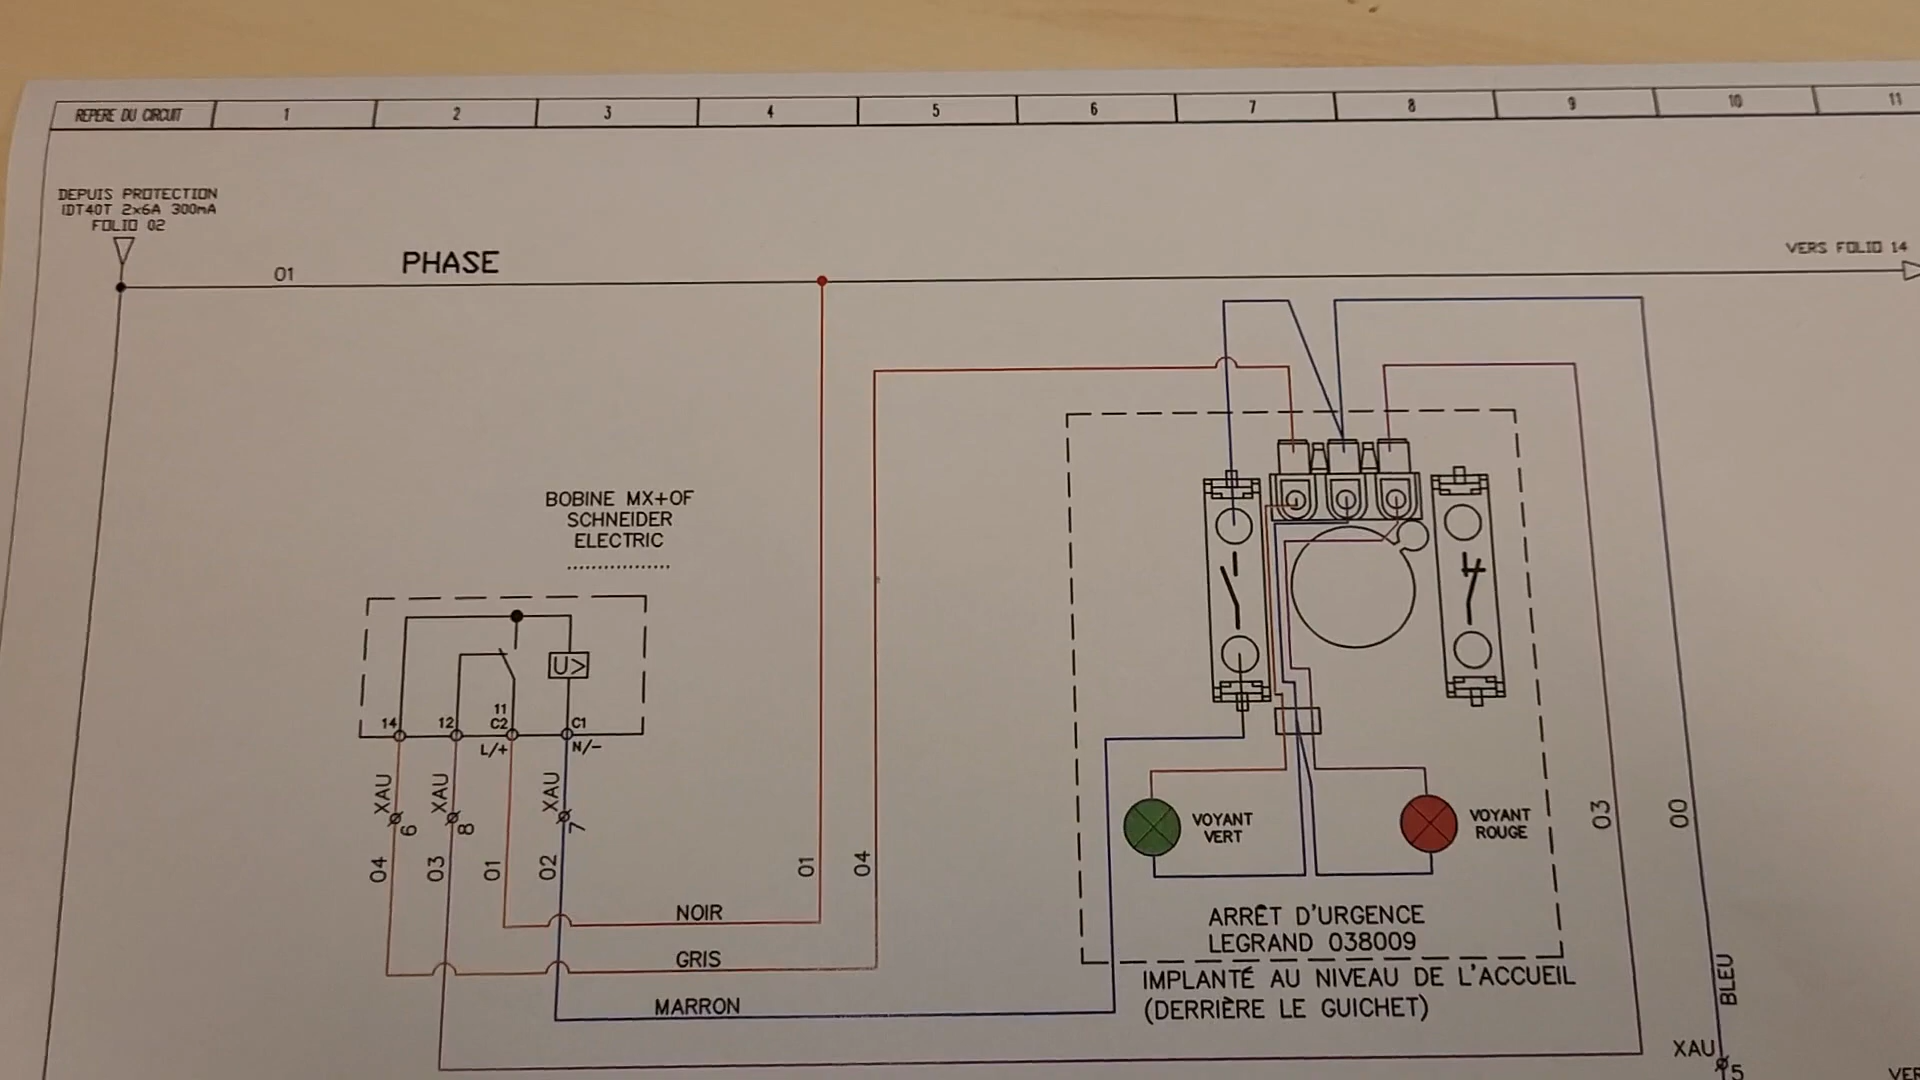 REPERE DU CIRCUIT 1 2 3 4 5 6 7 8 9 10 11
DEPUIS PROTECTION
IDT40T 2x6A 300mA
FOLIO 02
01
PHASE
VERS FOLIO 14
BOBINE MX+OF
SCHNEIDER
ELECTRIC
.................
U>
14
12
11
C2
C1
L/+
N/-
XAU
6
XAU
8
XAU
7
04
03
01
02
01
04
NOIR
GRIS
MARRON
VOYANT
VERT
VOYANT
ROUGE
03
00
ARRÊT D'URGENCE
LEGRAND 038009
IMPLANTÉ AU NIVEAU DE L'ACCUEIL
(DERRIÈRE LE GUICHET)
BLEU
XAU
5
VER